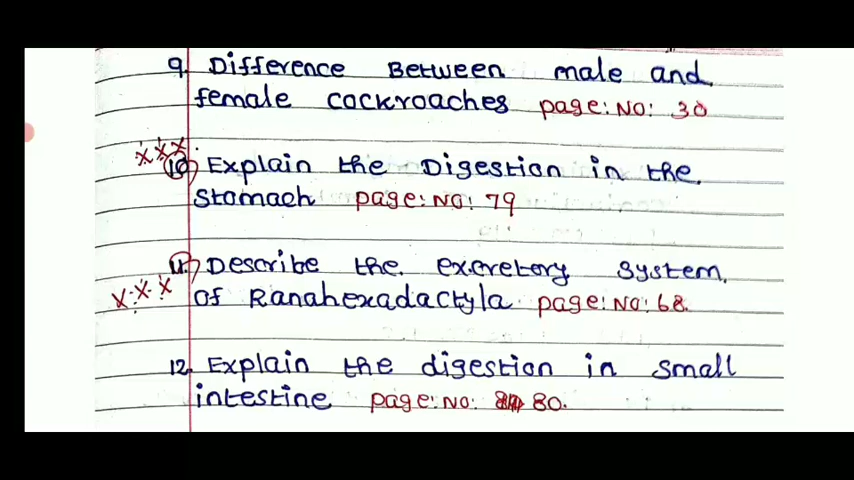 9. Difference Between male and
female cockroaches page: No: 30
xxx
10) Explain the Digestion in the
stomach page: No: 79
11) Describe the excretory system
x x x
of Ranahexadactyla page: No: 68
12. Explain the digestion in small
intestine page: No: 80.